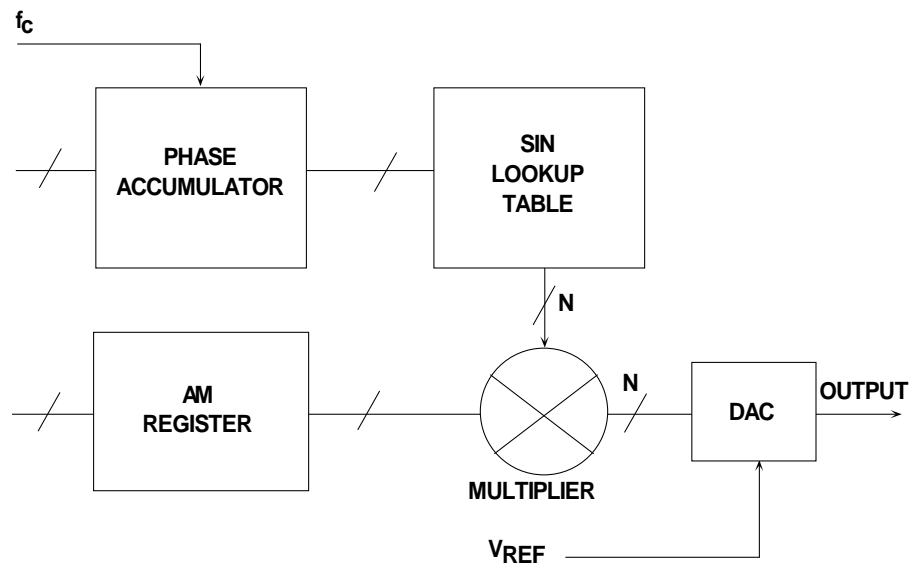 fc
PHASE
ACCUMULATOR
SIN
LOOKUP
TABLE
N
AM
REGISTER
MULTIPLIER
N
DAC
OUTPUT
VREF